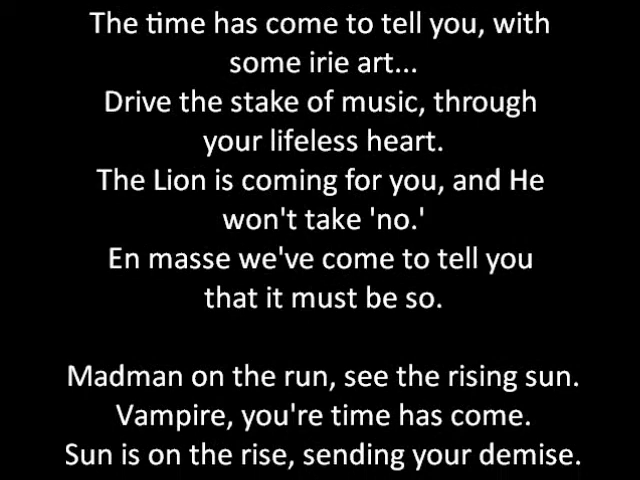 The time has come to tell you, with
some irie art...
Drive the stake of music, through
your lifeless heart.
The Lion is coming for you, and He
won't take 'no.'
En masse we've come to tell you
that it must be so.

Madman on the run, see the rising sun.
Vampire, you're time has come.
Sun is on the rise, sending your demise.